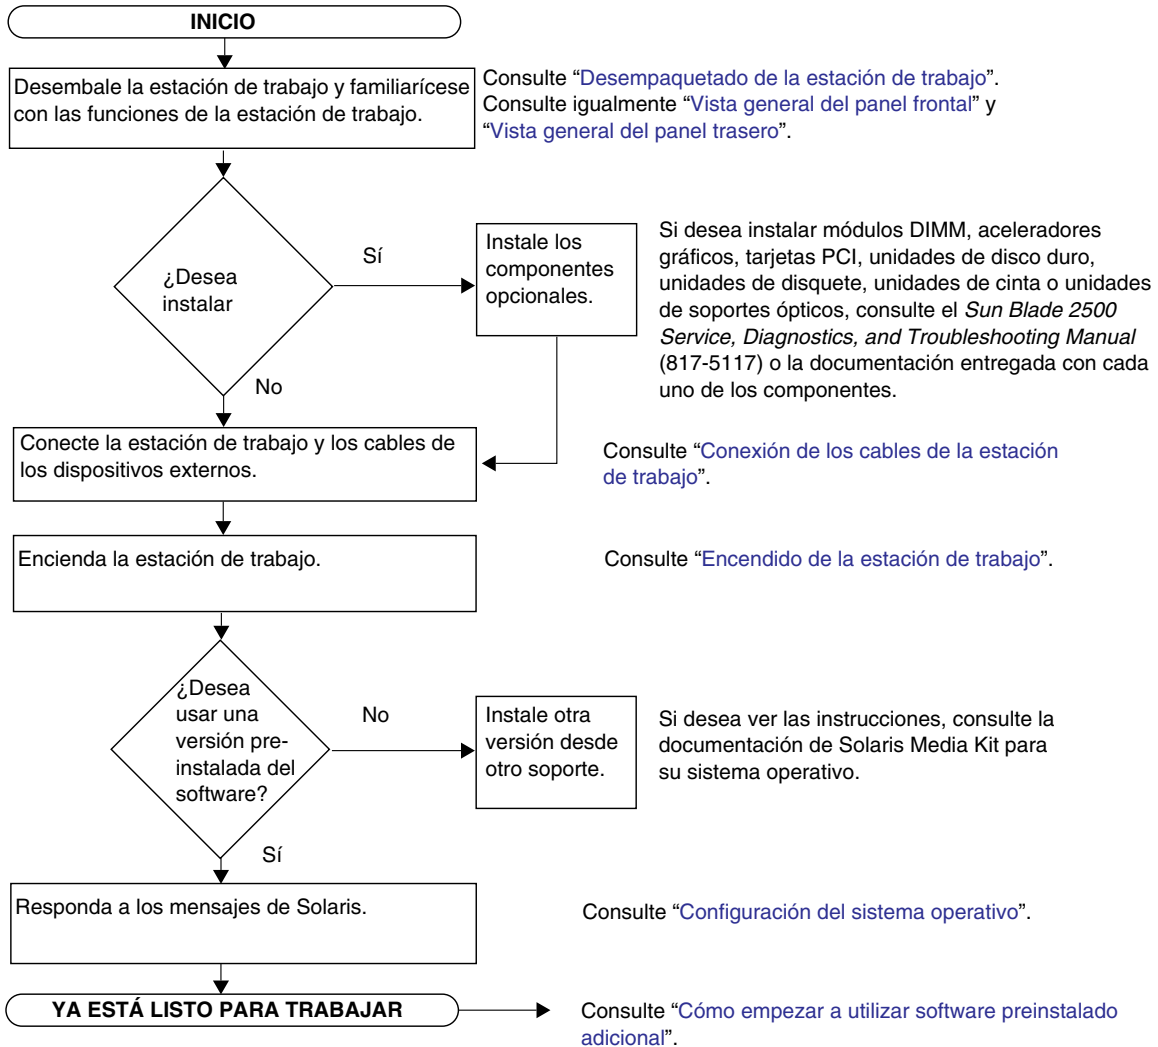 INICIO
Desembale la estación de trabajo y familiarícese
con las funciones de la estación de trabajo.
Consulte “Desempaquetado de la estación de trabajo”.
Consulte igualmente “Vista general del panel frontal” y
“Vista general del panel trasero”.
¿Desea
instalar
Sí
No
Instale los
componentes
opcionales.
Si desea instalar módulos DIMM, aceleradores
gráficos, tarjetas PCI, unidades de disco duro,
unidades de disquete, unidades de cinta o unidades
de soportes ópticos, consulte el Sun Blade 2500
Service, Diagnostics, and Troubleshooting Manual
(817-5117) o la documentación entregada con cada
uno de los componentes.
Conecte la estación de trabajo y los cables de
los dispositivos externos.
Consulte “Conexión de los cables de la estación
de trabajo”.
Encienda la estación de trabajo.
Consulte “Encendido de la estación de trabajo”.
¿Desea
usar una
versión pre-
instalada del
software?
No
Sí
Instale otra
versión desde
otro soporte.
Si desea ver las instrucciones, consulte la
documentación de Solaris Media Kit para
su sistema operativo.
Responda a los mensajes de Solaris.
Consulte “Configuración del sistema operativo”.
YA ESTÁ LISTO PARA TRABAJAR
Consulte “Cómo empezar a utilizar software preinstalado
adicional”.